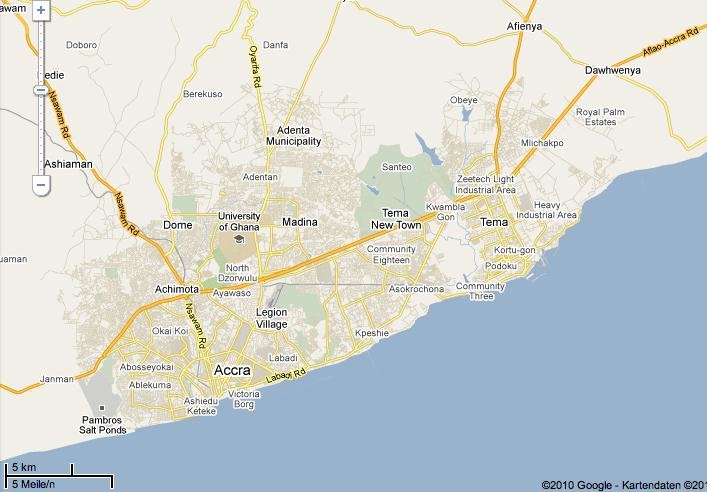 +
awam
Doboro
Danfa
Afienya
Aflao-Accra Rd
Dawhwenya
edie
Oyarifa Rd
Berekuso
Nsawam Rd
Obeye
Royal Palm
Estates
Adenta
Municipality
Mlichakpo
Ashiaman
Santeo
Adentan
Zeetech Light
Industrial Area
Nsawam Rd
Dome
University
of Ghana
Madina
Tema
New Town
Kwambla
Gon
Tema
Heavy
Industrial Area
Community
Eighteen
Kortu-gon
Podoku
uaman
North
Dzorwulu
Achimota
Ayawaso
Asokrochona
Community
Three
Legion
Village
Nsawam Rd
Okai Koi
Kpeshie
Abosseyokai
Labadi
Accra
Labadi Rd
Janman
Ablekuma
Victoria
Borg
Ashiedu
Keteke
Pambros
Salt Ponds
5 km
5 Meile/n
©2010 Google - Kartendaten ©201